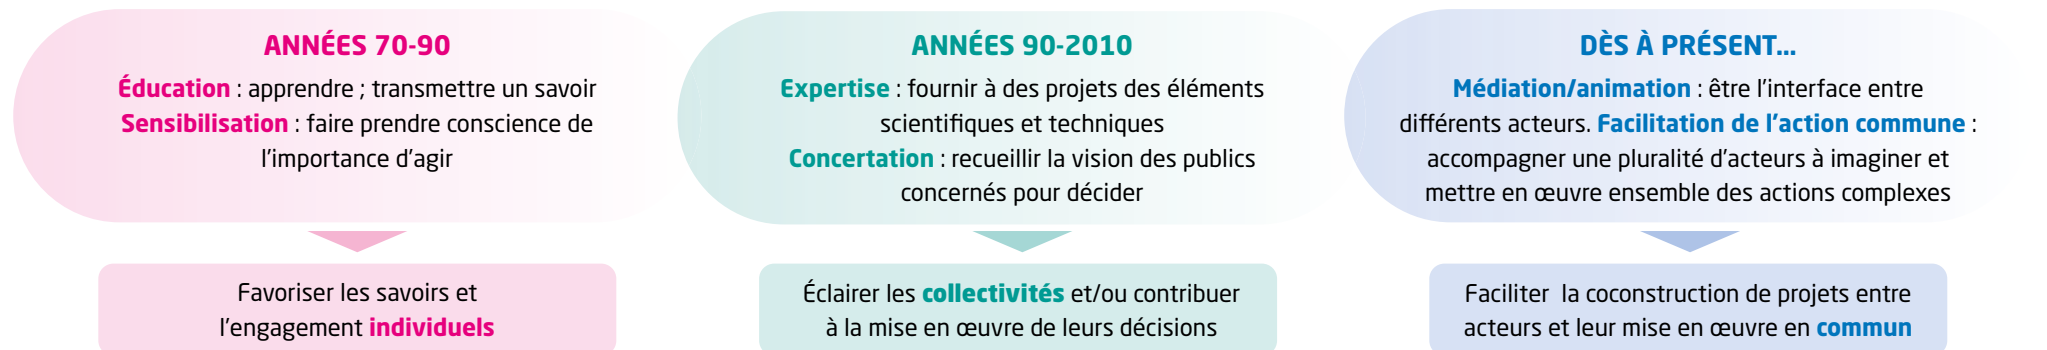 ANNÉES 70-90
Éducation : apprendre ; transmettre un savoir
Sensibilisation : faire prendre conscience de
l'importance d'agir
Favoriser les savoirs et
l'engagement individuels
ANNÉES 90-2010
Expertise : fournir à des projets des éléments
scientifiques et techniques
Concertation : recueillir la vision des publics
concernés pour décider
Éclairer les collectivités et/ou contribuer
à la mise en œuvre de leurs décisions
DÈS À PRÉSENT...
Médiation/animation : être l'interface entre
différents acteurs. Facilitation de l'action commune :
accompagner une pluralité d'acteurs à imaginer et
mettre en œuvre ensemble des actions complexes
Faciliter la coconstruction de projets entre
acteurs et leur mise en œuvre en commun